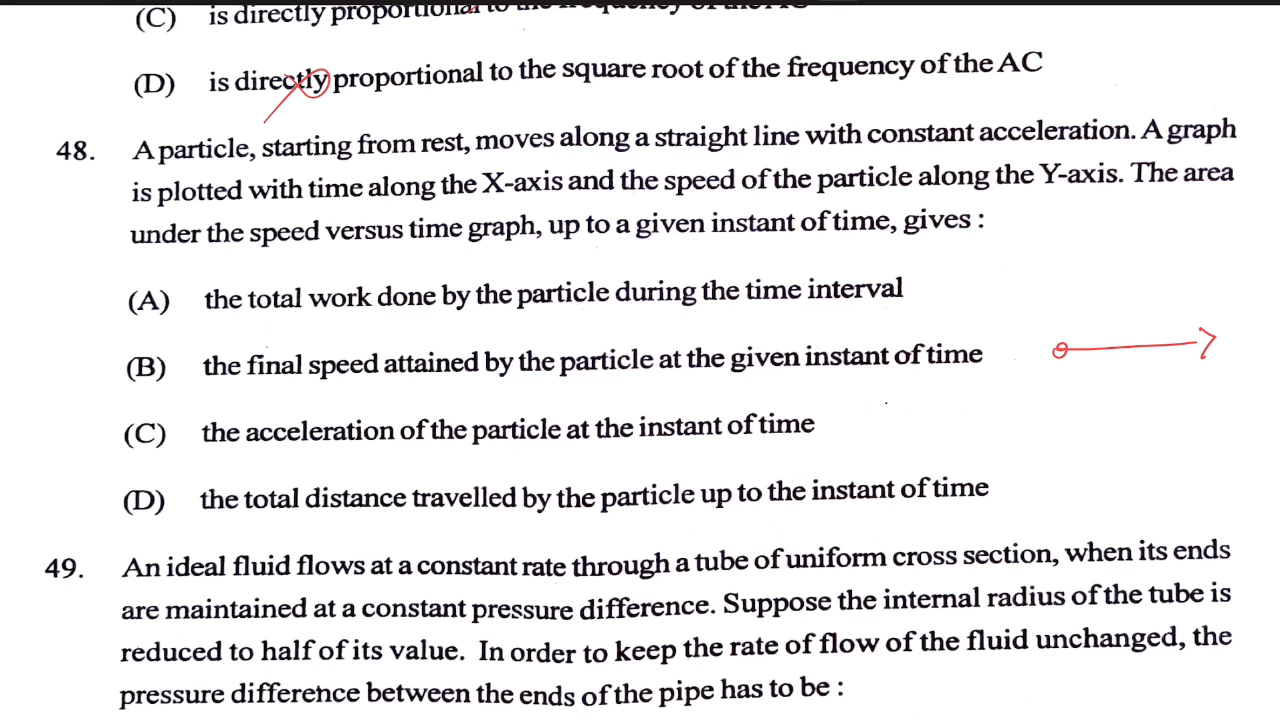 (C) is directly proportional to the frequency of the AC
(D) is directly proportional to the square root of the frequency of the AC
48. A particle, starting from rest, moves along a straight line with constant acceleration. A graph
is plotted with time along the X-axis and the speed of the particle along the Y-axis. The area
under the speed versus time graph, up to a given instant of time, gives :
(A) the total work done by the particle during the time interval
(B) the final speed attained by the particle at the given instant of time
(C) the acceleration of the particle at the instant of time
(D) the total distance travelled by the particle up to the instant of time
49. An ideal fluid flows at a constant rate through a tube of uniform cross section, when its ends
are maintained at a constant pressure difference. Suppose the internal radius of the tube is
reduced to half of its value. In order to keep the rate of flow of the fluid unchanged, the
pressure difference between the ends of the pipe has to be :